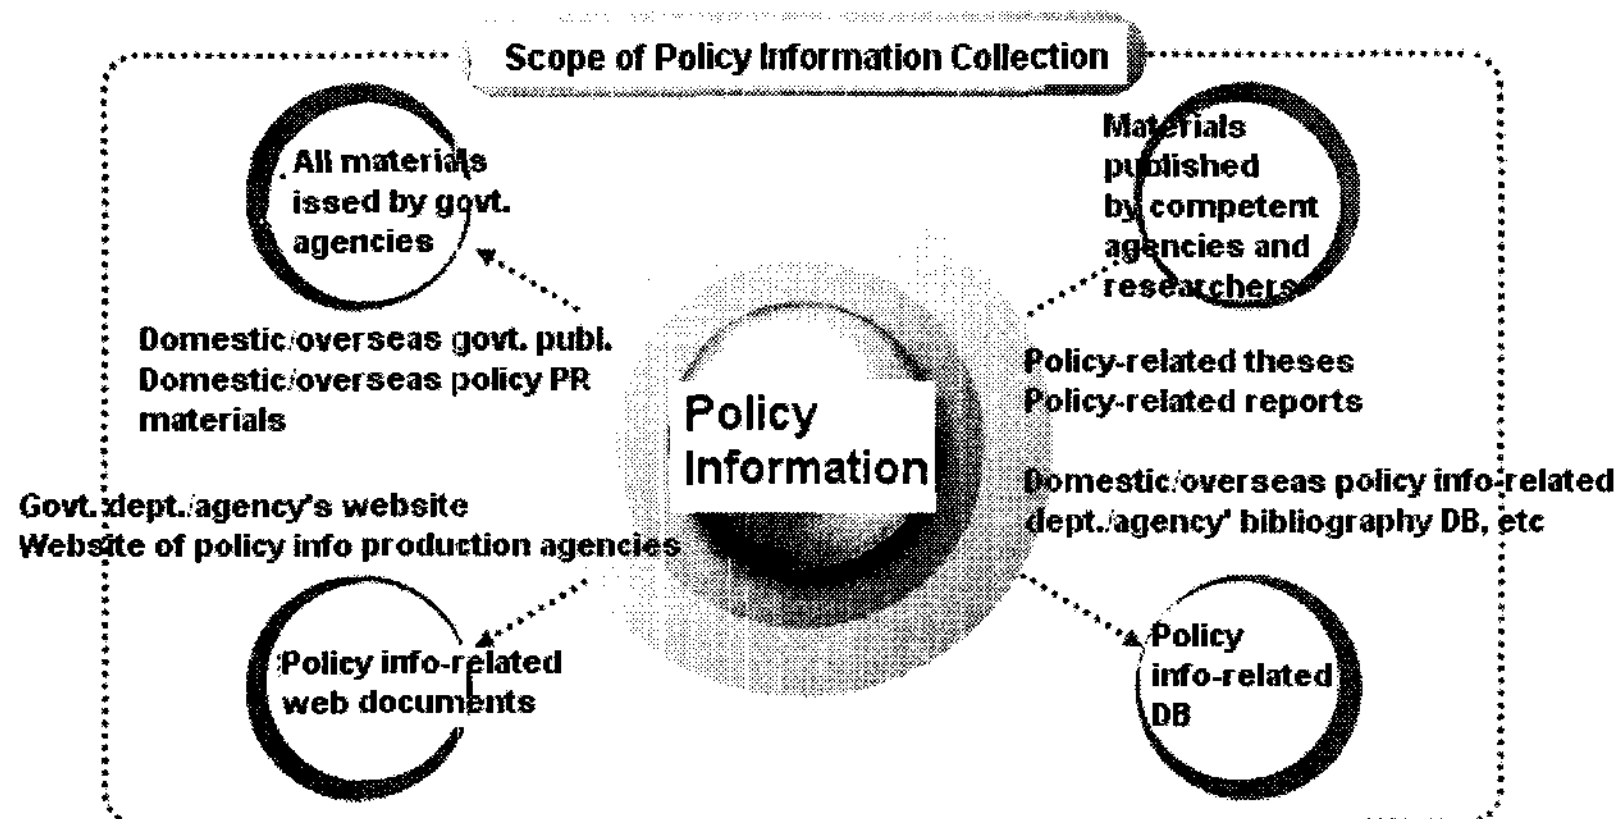 Scope of Policy Information Collection
All materials
issed by govt.
agencies
Materials
published
by competent
agencies and
researchers
Domestic/overseas govt. publ.
Domestic/overseas policy PR
materials
Policy-related theses
Policy-related reports
Policy
Information
Govt. dept./agency's website
Website of policy info production agencies
Domestic/overseas policy info-related
dept./agency' bibliography DB, etc
Policy info-related
web documents
Policy
info-related
DB